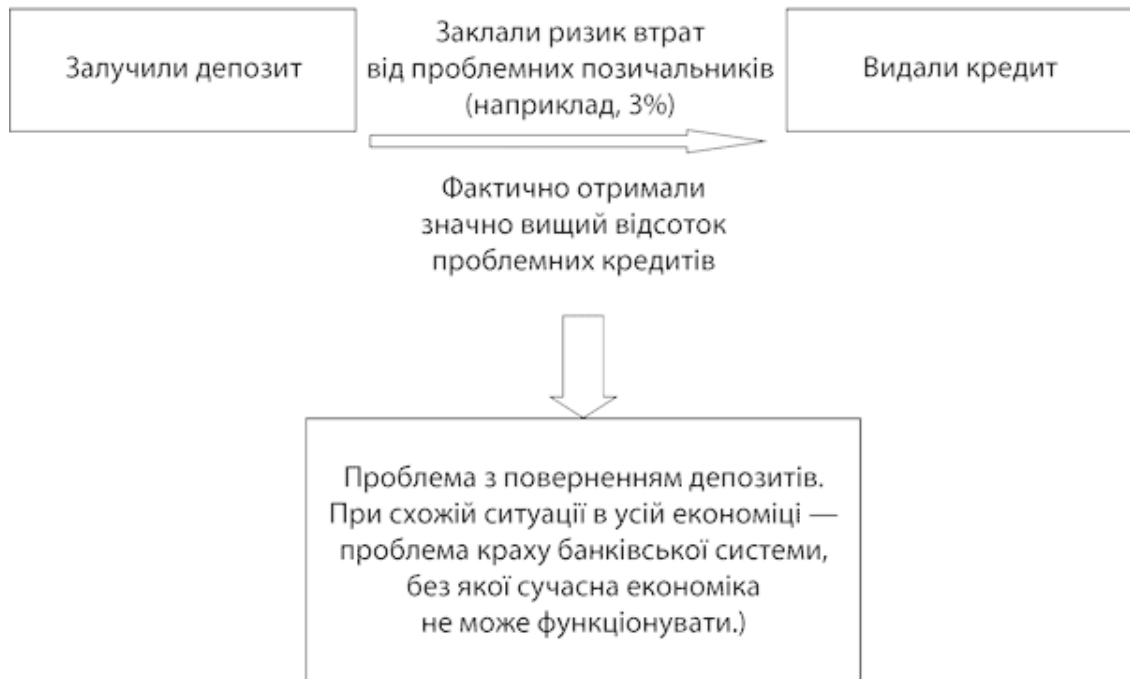 Залучили депозит
Заклали ризик втрат
від проблемних позичальників
(наприклад, 3%)
Видали кредит
Фактично отримали
значно вищий відсоток
проблемних кредитів
Проблема з поверненням депозитів.
При схожій ситуації в усій економіці —
проблема краху банківської системи,
без якої сучасна економіка
не може функціонувати.)